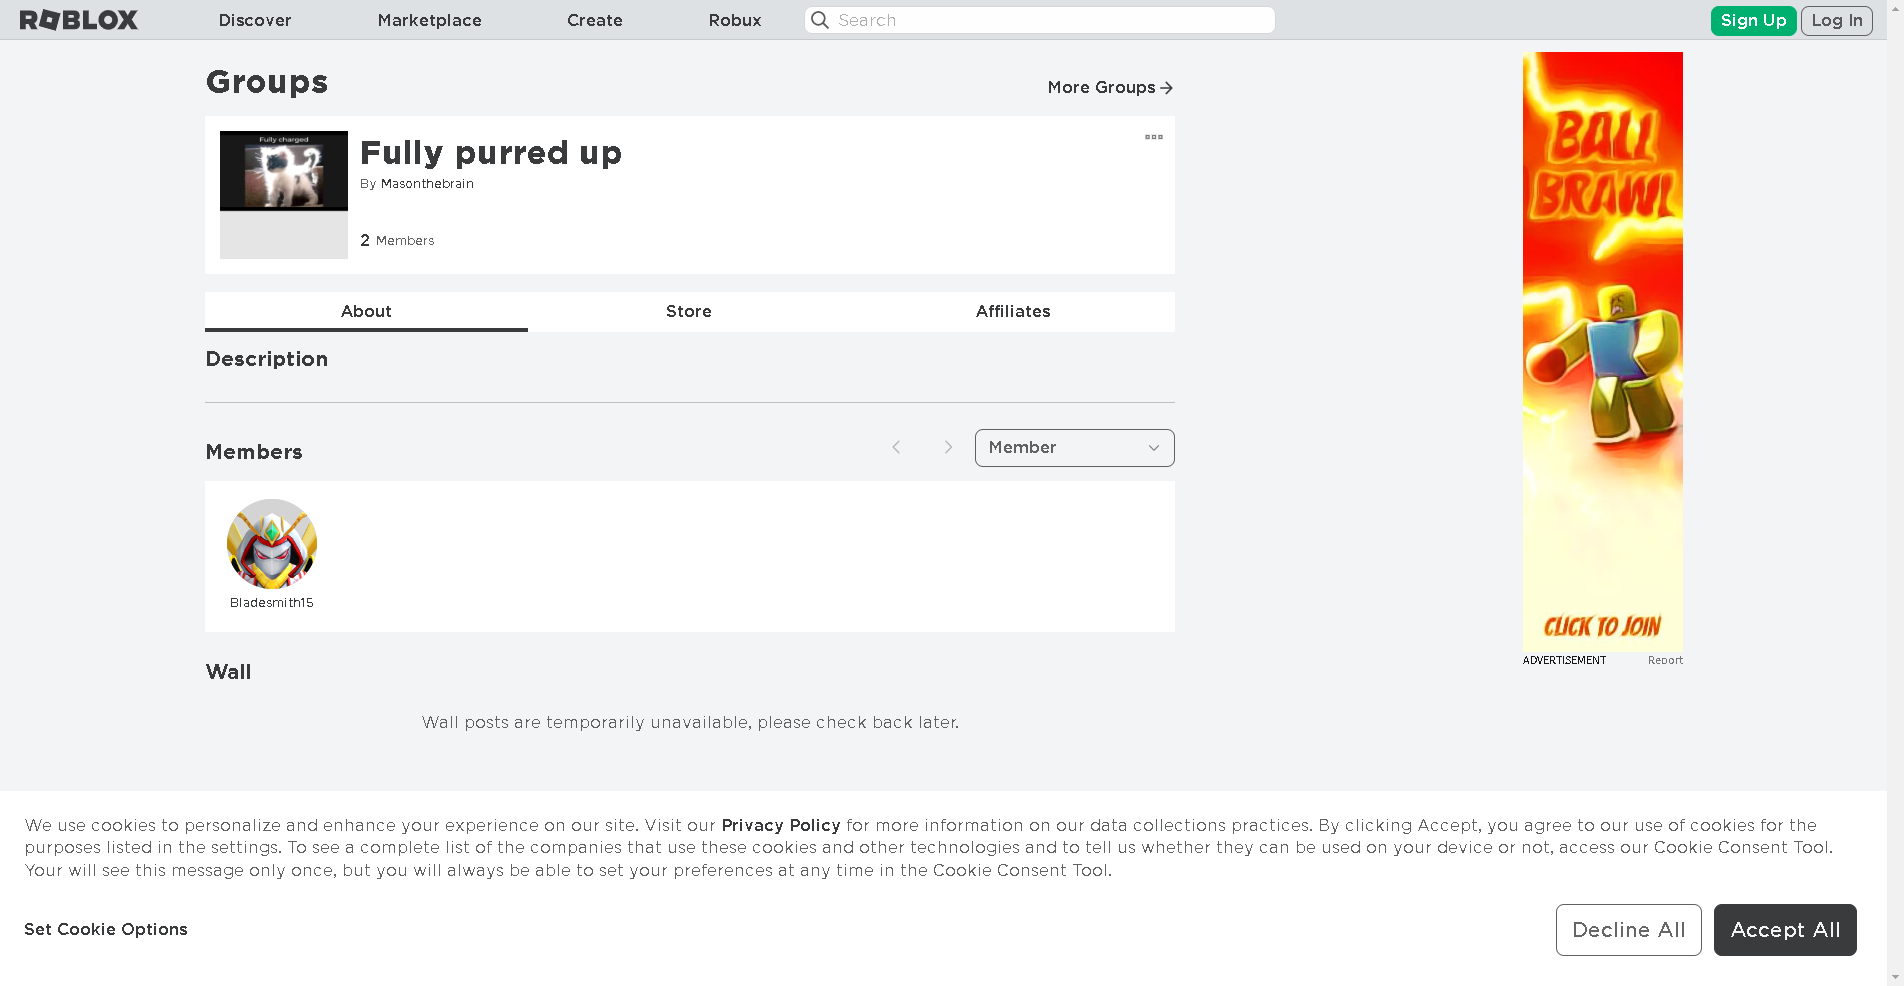 ROBLOX
Discover
Marketplace
Create
Robux
Search
Sign Up
Log In
Groups
More Groups
Fully charged
Fully purred up
By Masonthebrain
2 Members
About
Store
Affiliates
Description
Members
Member
Bladesmith15
Wall
Wall posts are temporarily unavailable, please check back later.
BALL
BRAWL
CLICK TO JOIN
ADVERTISEMENT
Report
We use cookies to personalize and enhance your experience on our site. Visit our Privacy Policy for more information on our data collections practices. By clicking Accept, you agree to our use of cookies for the
purposes listed in the settings. To see a complete list of the companies that use these cookies and other technologies and to tell us whether they can be used on your device or not, access our Cookie Consent Tool.
Your will see this message only once, but you will always be able to set your preferences at any time in the Cookie Consent Tool.
Set Cookie Options
Decline All
Accept All